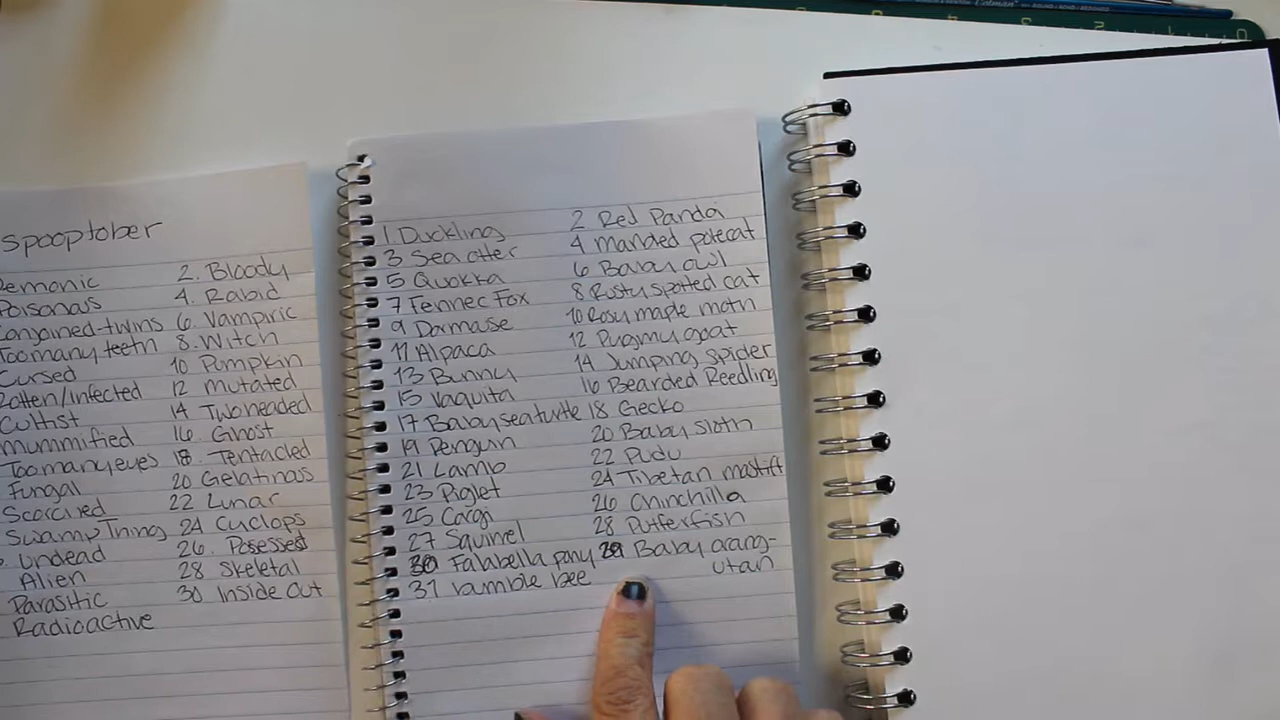 spooptober
Demonic 2. Bloody
Poisonous 4. Rabid
Conjoined-twins 6. Vampiric
Too many teeth 8. Witch
Cursed 10 Pumpkin
Rotten/infected 12 Mutated
Cultist 14 Twoheaded
Mummified 16. Ghost
Too many eyes 18. Tentacled
Fungal 20 Gelatinous
Scorched 22 Lunar
Swamp Thing 24 Cyclops
Undead 26. Posessed
Alien 28 Skeletal
Parasitic 30 Inside Out
Radioactive
1 Duckling 2 Red Panda
3 Sea otter 4 Marbled polecat
5 Quokka 6 Baby owl
7 Fennec Fox 8 Rusty spotted cat
9 Dormouse 10 Rosy maple moth
11 Alpaca 12 Pygmy goat
13 Bunny 14 Jumping spider
15 Vaquita 16 Bearded Reedling
17 Baby sea turtle 18 Gecko
19 Penguin 20 Baby sloth
21 Lamb 22 Pudu
23 Piglet 24 Tibetan mastiff
25 Corgi 26 Chinchilla
27 Squirrel 28 Pufferfish
30 Falabella pony 29 Baby orang-
utan
31 bumble bee